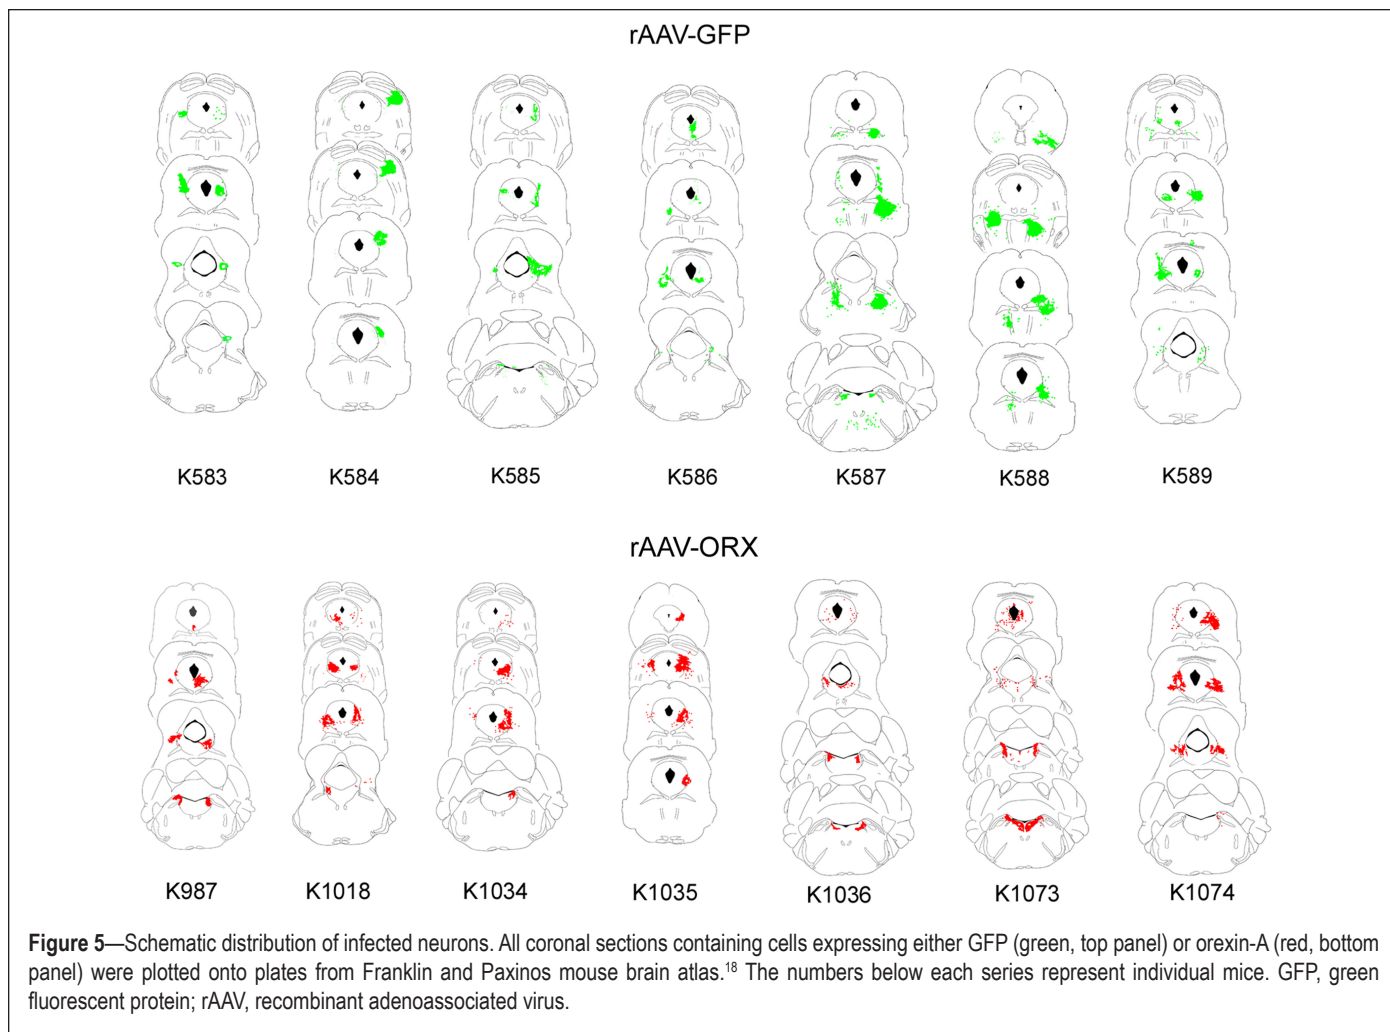 rAAV-GFP
K583 K584 K585 K586 K587 K588 K589
rAAV-ORX
K987 K1018 K1034 K1035 K1036 K1073 K1074
Figure 5—Schematic distribution of infected neurons. All coronal sections containing cells expressing either GFP (green, top panel) or orexin-A (red, bottom
panel) were plotted onto plates from Franklin and Paxinos mouse brain atlas.18 The numbers below each series represent individual mice. GFP, green
fluorescent protein; rAAV, recombinant adenoassociated virus.